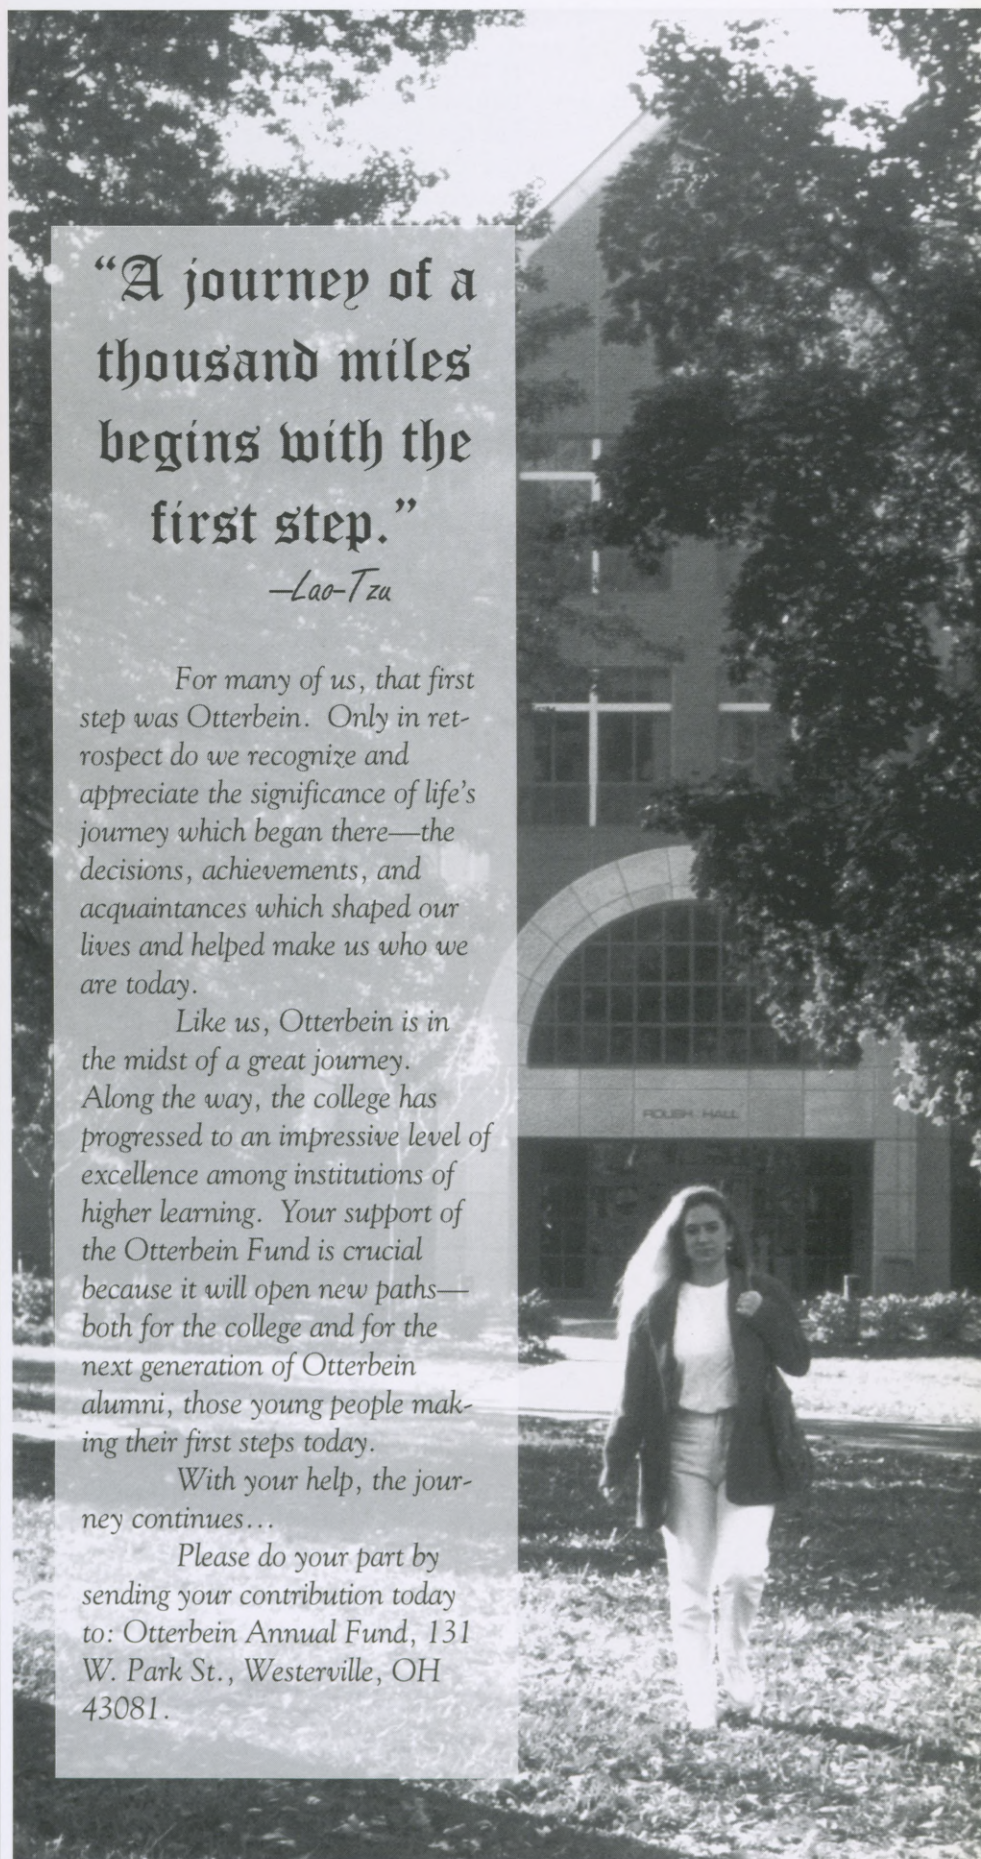 “A journey of a
thousand miles
begins with the
first step.”
—Lao-Tzu
For many of us, that first
step was Otterbein. Only in ret-
rospect do we recognize and
appreciate the significance of life’s
journey which began there—the
decisions, achievements, and
acquaintances which shaped our
lives and helped make us who we
are today.
Like us, Otterbein is in
the midst of a great journey.
Along the way, the college has
progressed to an impressive level of
excellence among institutions of
higher learning. Your support of
the Otterbein Fund is crucial
because it will open new paths—
both for the college and for the
next generation of Otterbein
alumni, those young people mak-
ing their first steps today.
With your help, the jour-
ney continues…
Please do your part by
sending your contribution today
to: Otterbein Annual Fund, 131
W. Park St., Westerville, OH
43081.
ROUSH HALL